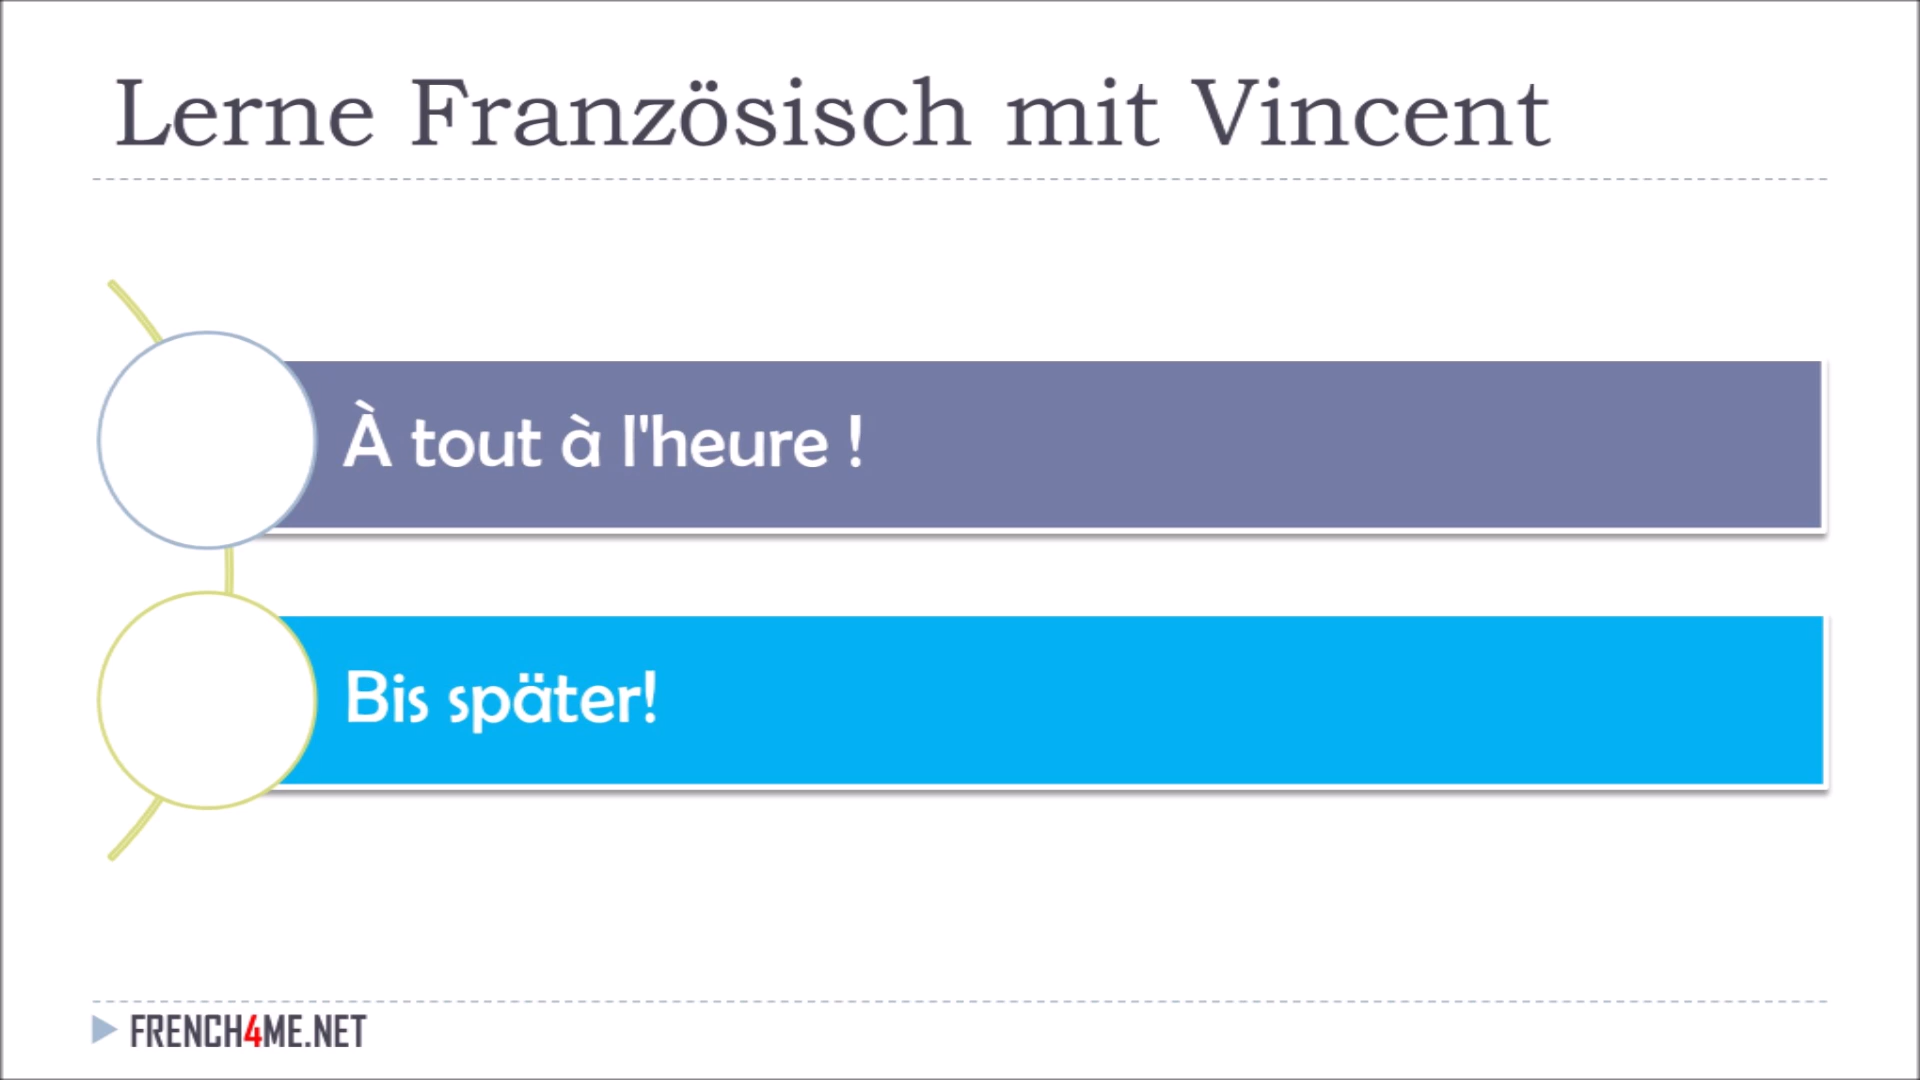 Lerne Französisch mit Vincent
À tout à l'heure !
Bis später!
FRENCH4ME.NET